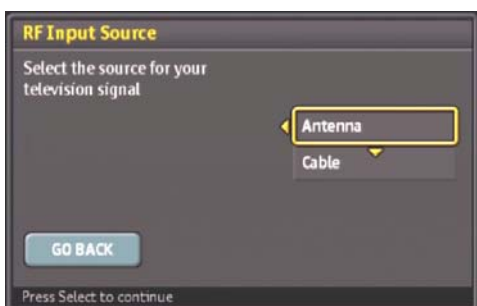 RF Input Source
Select the source for your
television signal
Antenna
Cable
GO BACK
Press Select to continue